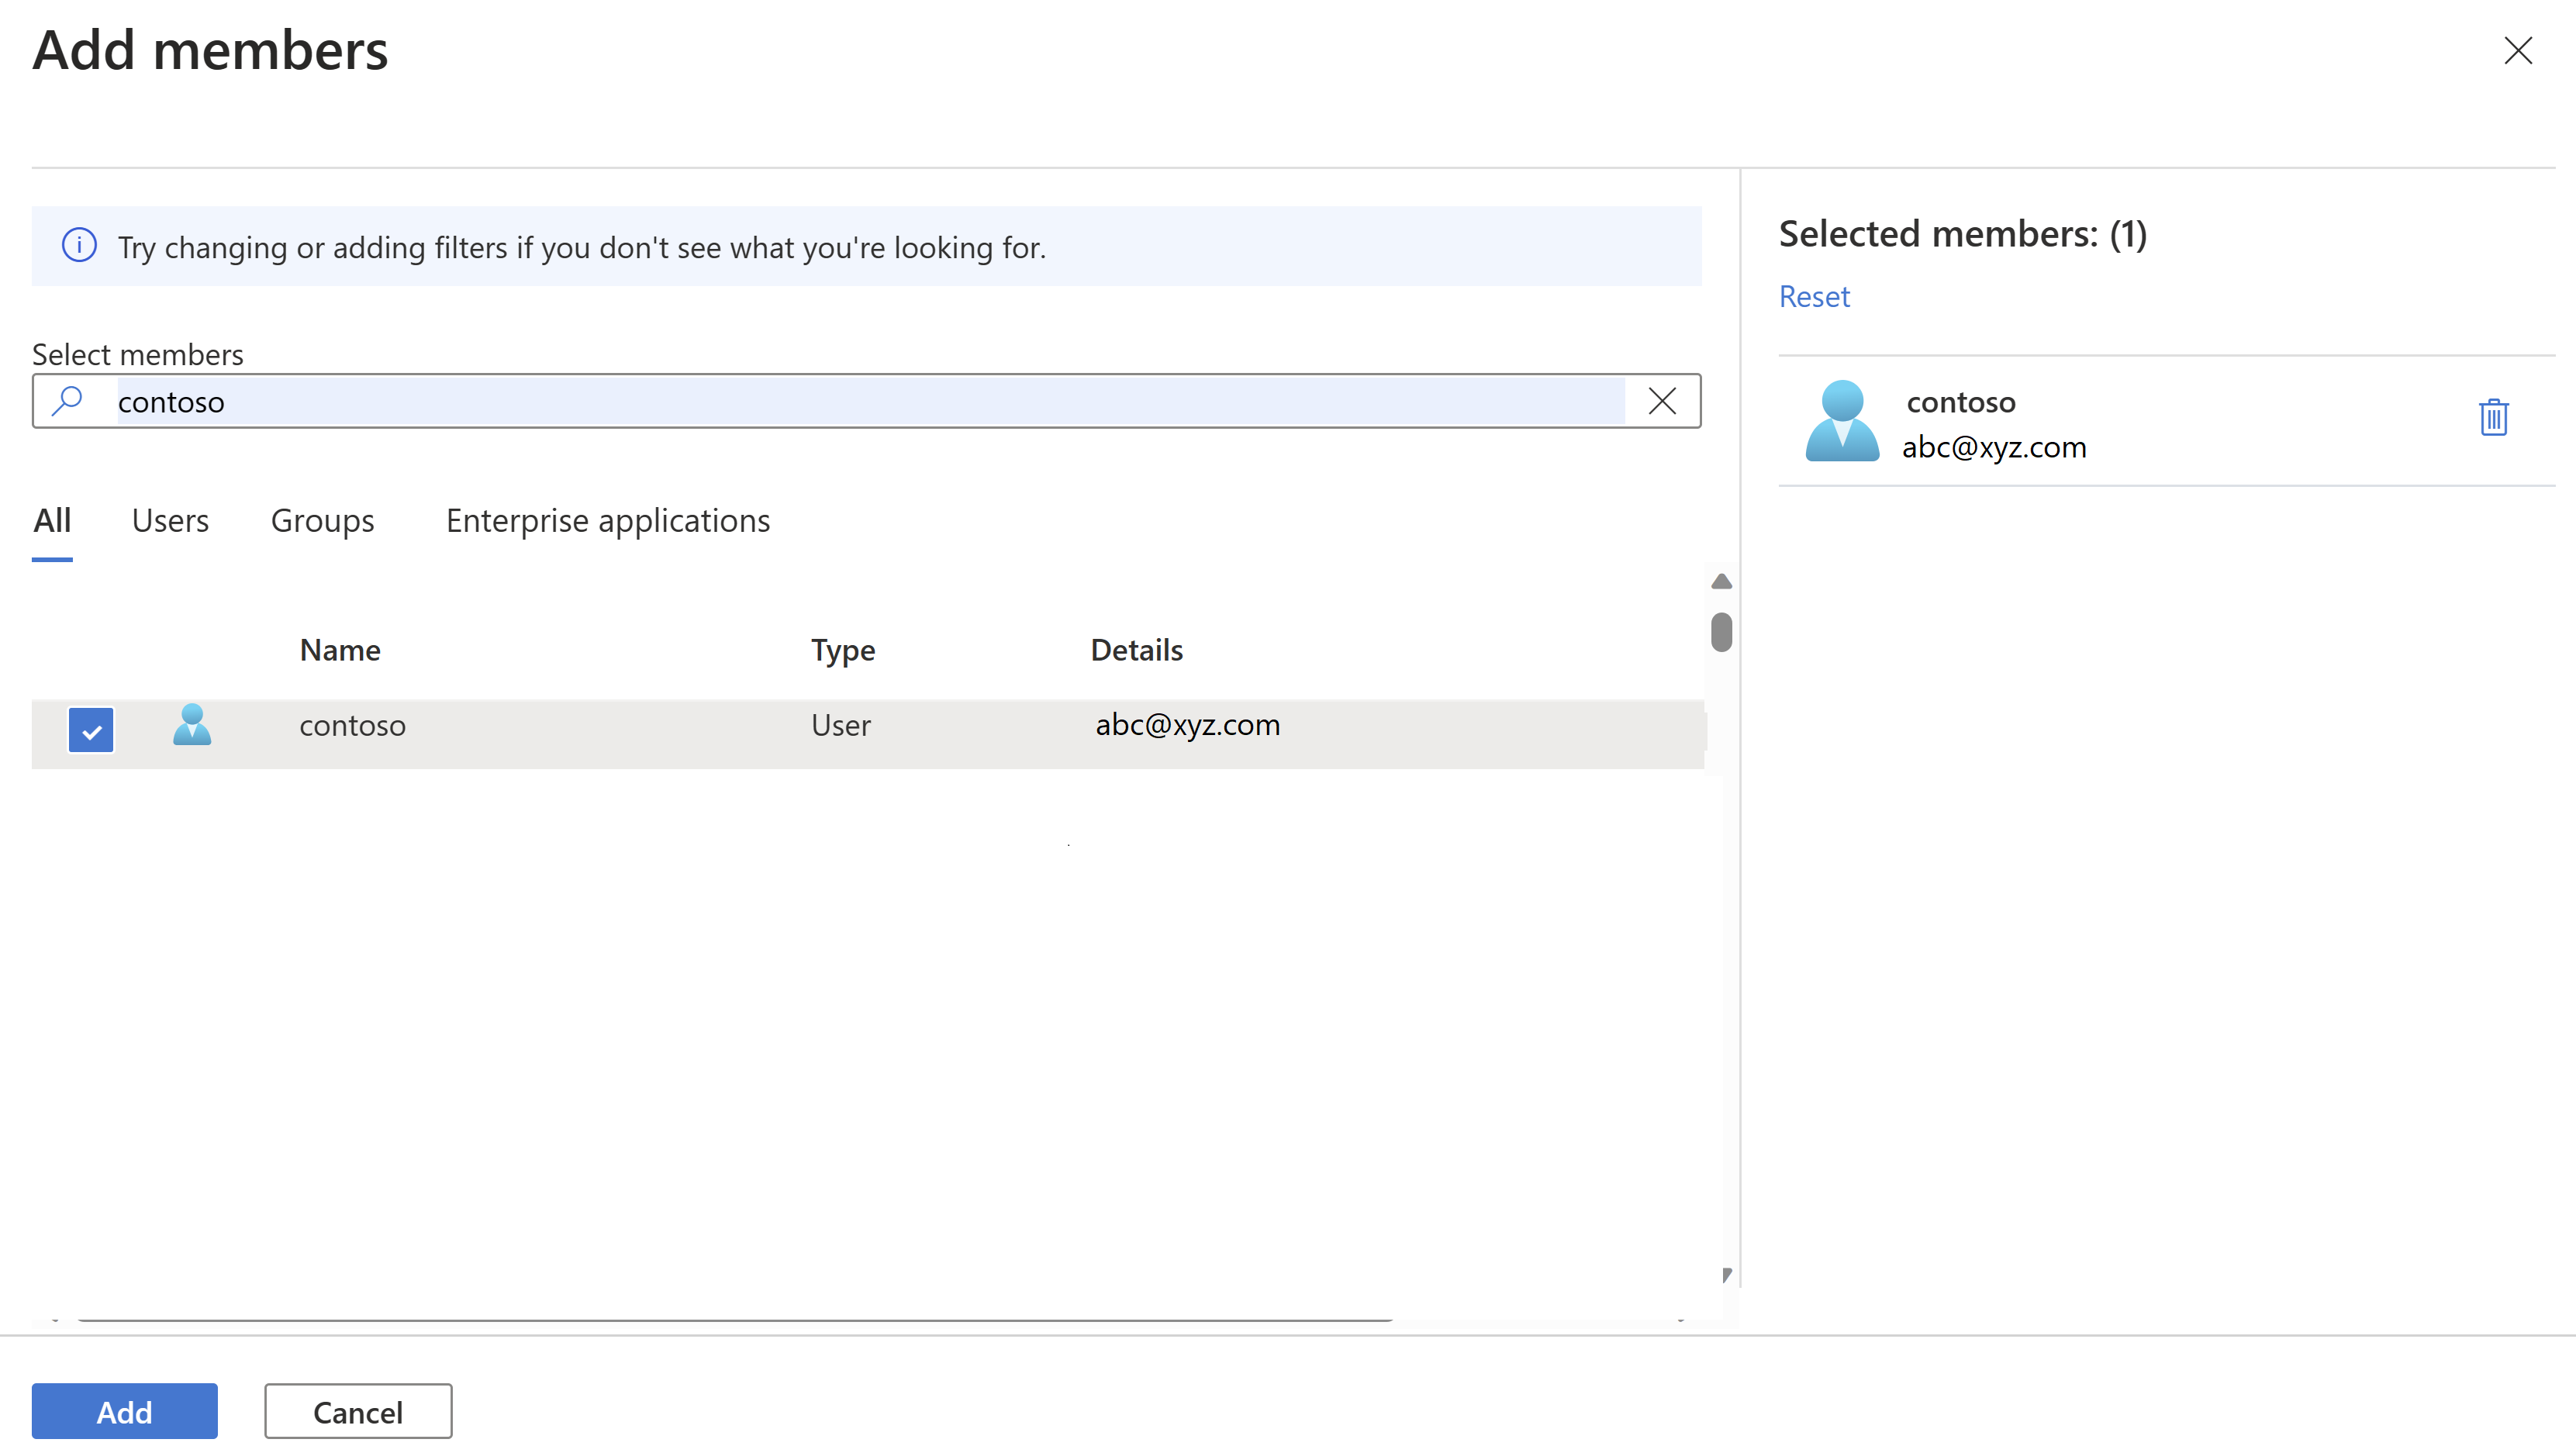 Add members
Try changing or adding filters if you don't see what you're looking for.
Select members
contoso
All Users Groups Enterprise applications
Name Type Details
contoso User abc@xyz.com
Selected members: (1)
Reset
contoso
abc@xyz.com
Add Cancel